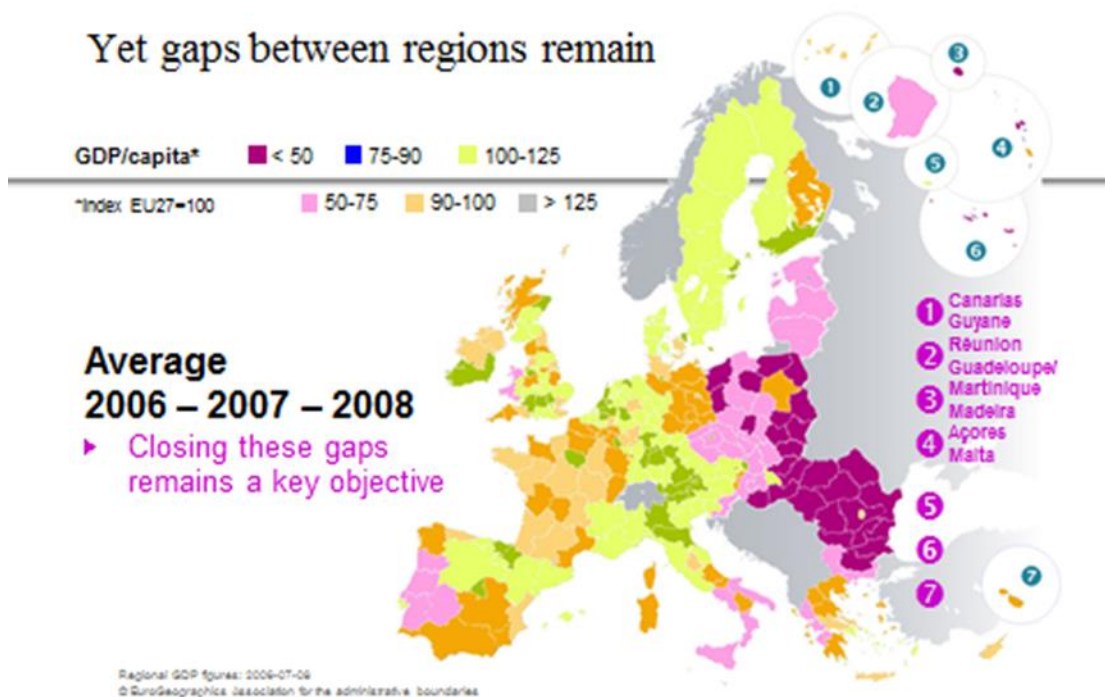 Yet gaps between regions remain
GDP/capita* < 50 75-90 100-125
*Index EU27=100 50-75 90-100 > 125
Average
2006 – 2007 – 2008
Closing these gaps
remains a key objective
1
2
3
4
5
6
7
1 Canarias
Guyane
2 Réunion
Guadeloupe/
3 Martinique
Madeira
4 Açores
Malta
5
6
7
Regional GDP figures: 2006-07-08
© EuroGeographics Association for the administrative boundaries